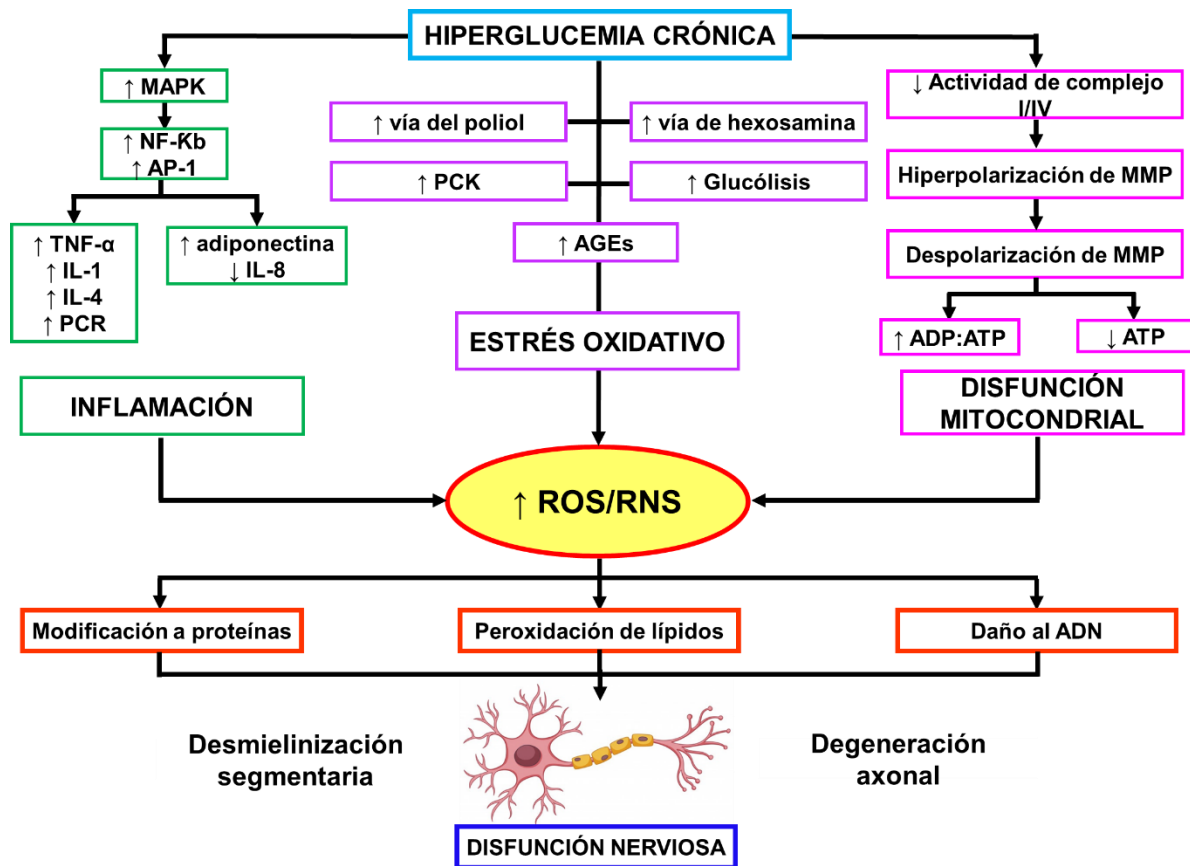 HIPERGLUCEMIA CRÓNICA
↑ MAPK
↑ NF-Kb
↑ AP-1
↑ TNF-α
↑ IL-1
↑ IL-4
↑ PCR
↑ adiponectina
↓ IL-8
INFLAMACIÓN
↑ vía del poliol
↑ vía de hexosamina
↑ PCK
↑ Glucólisis
↑ AGEs
ESTRÉS OXIDATIVO
↓ Actividad de complejo
I/IV
Hiperpolarización de MMP
Despolarización de MMP
↑ ADP:ATP
↓ ATP
DISFUNCIÓN
MITOCONDRIAL
↑ ROS/RNS
Modificación a proteínas
Peroxidación de lípidos
Daño al ADN
Desmielinización
segmentaria
Degeneración
axonal
DISFUNCIÓN NERVIOSA